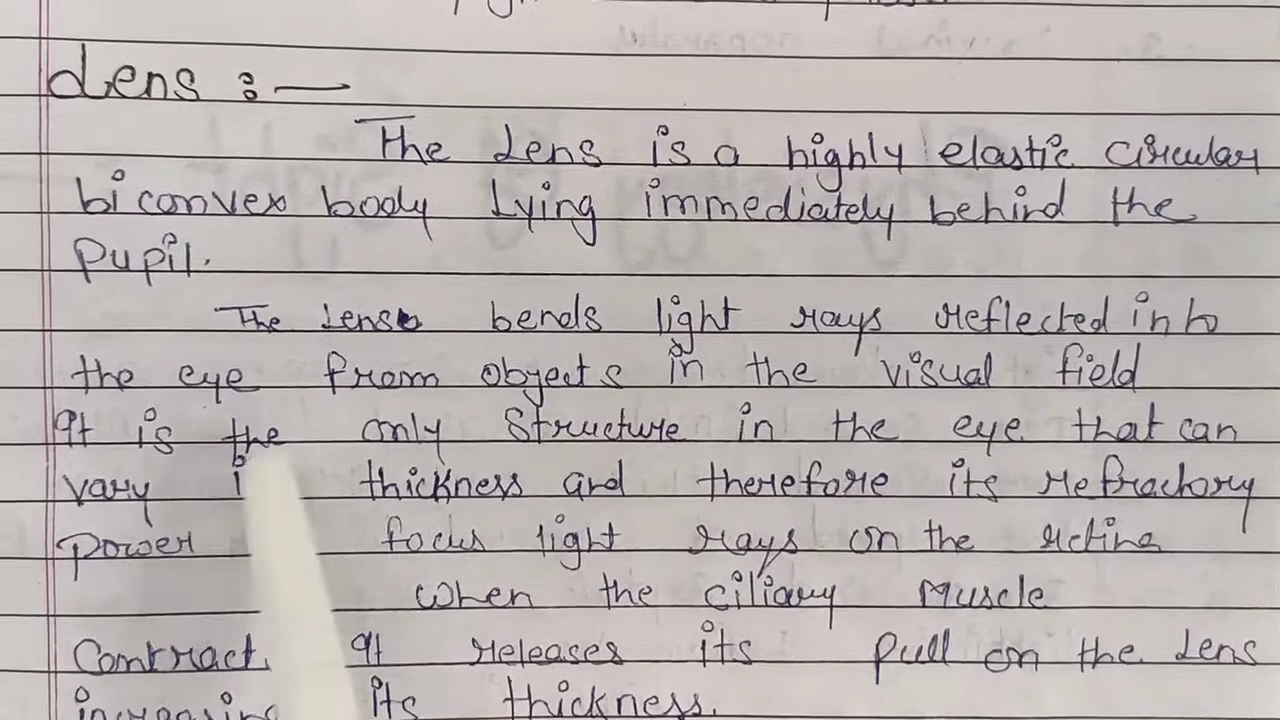 Lens :—
The Lens is a highly elastic circular
biconvex body Lying immediately behind the
Pupil.
The Lens bends light rays reflected into
the eye from objects in the visual field
It is the only Structure in the eye that can
vary thickness and therefore its refractory
Power focus light rays on the retina
When the ciliary Muscle
Contract. It releases its Pull on the Lens
increasing its thickness.